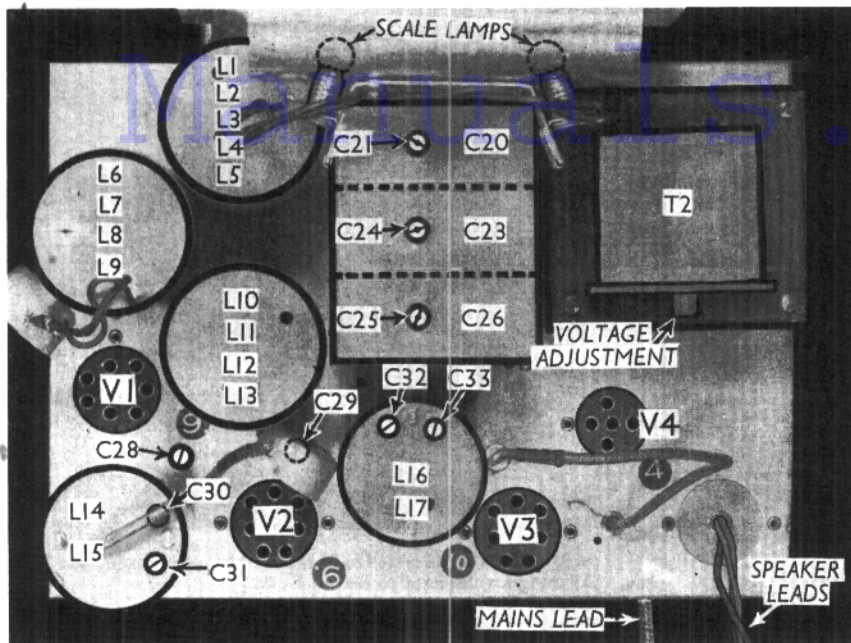 SCALE LAMPS
Manuals.
L1
L2
L3
L4
L5
C21
C20
L6
L7
L8
L9
T2
C24
C23
C25
C26
L10
L11
L12
L13
VOLTAGE
ADJUSTMENT
V1
C32
C33
C29
V4
9
C28
L16
L17
4
L14
L15
C30
V2
V3
C31
6
10
SPEAKER
LEADS
MAINS LEAD